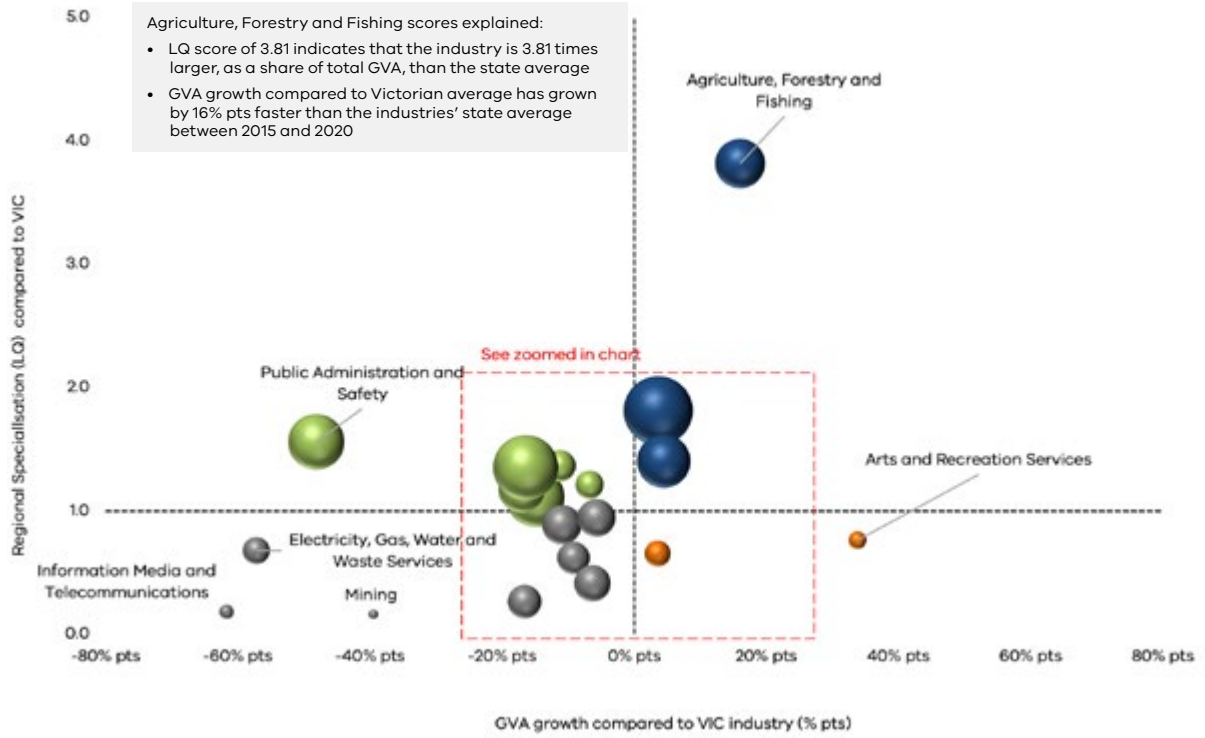 Agriculture, Forestry and Fishing scores explained:
• LQ score of 3.81 indicates that the industry is 3.81 times
larger, as a share of total GVA, than the state average
• GVA growth compared to Victorian average has grown
by 16% pts faster than the industries’ state average
between 2015 and 2020
5.0
4.0
3.0
2.0
1.0
0.0
Regional Specialisation (LQ) compared to VIC
Agriculture, Forestry and
Fishing
See zoomed in chart
Public Administration and
Safety
Arts and Recreation Services
Electricity, Gas, Water and
Waste Services
Information Media and
Telecommunications
Mining
-80% pts
-60% pts
-40% pts
-20% pts
0% pts
20% pts
40% pts
60% pts
80% pts
GVA growth compared to VIC industry (% pts)